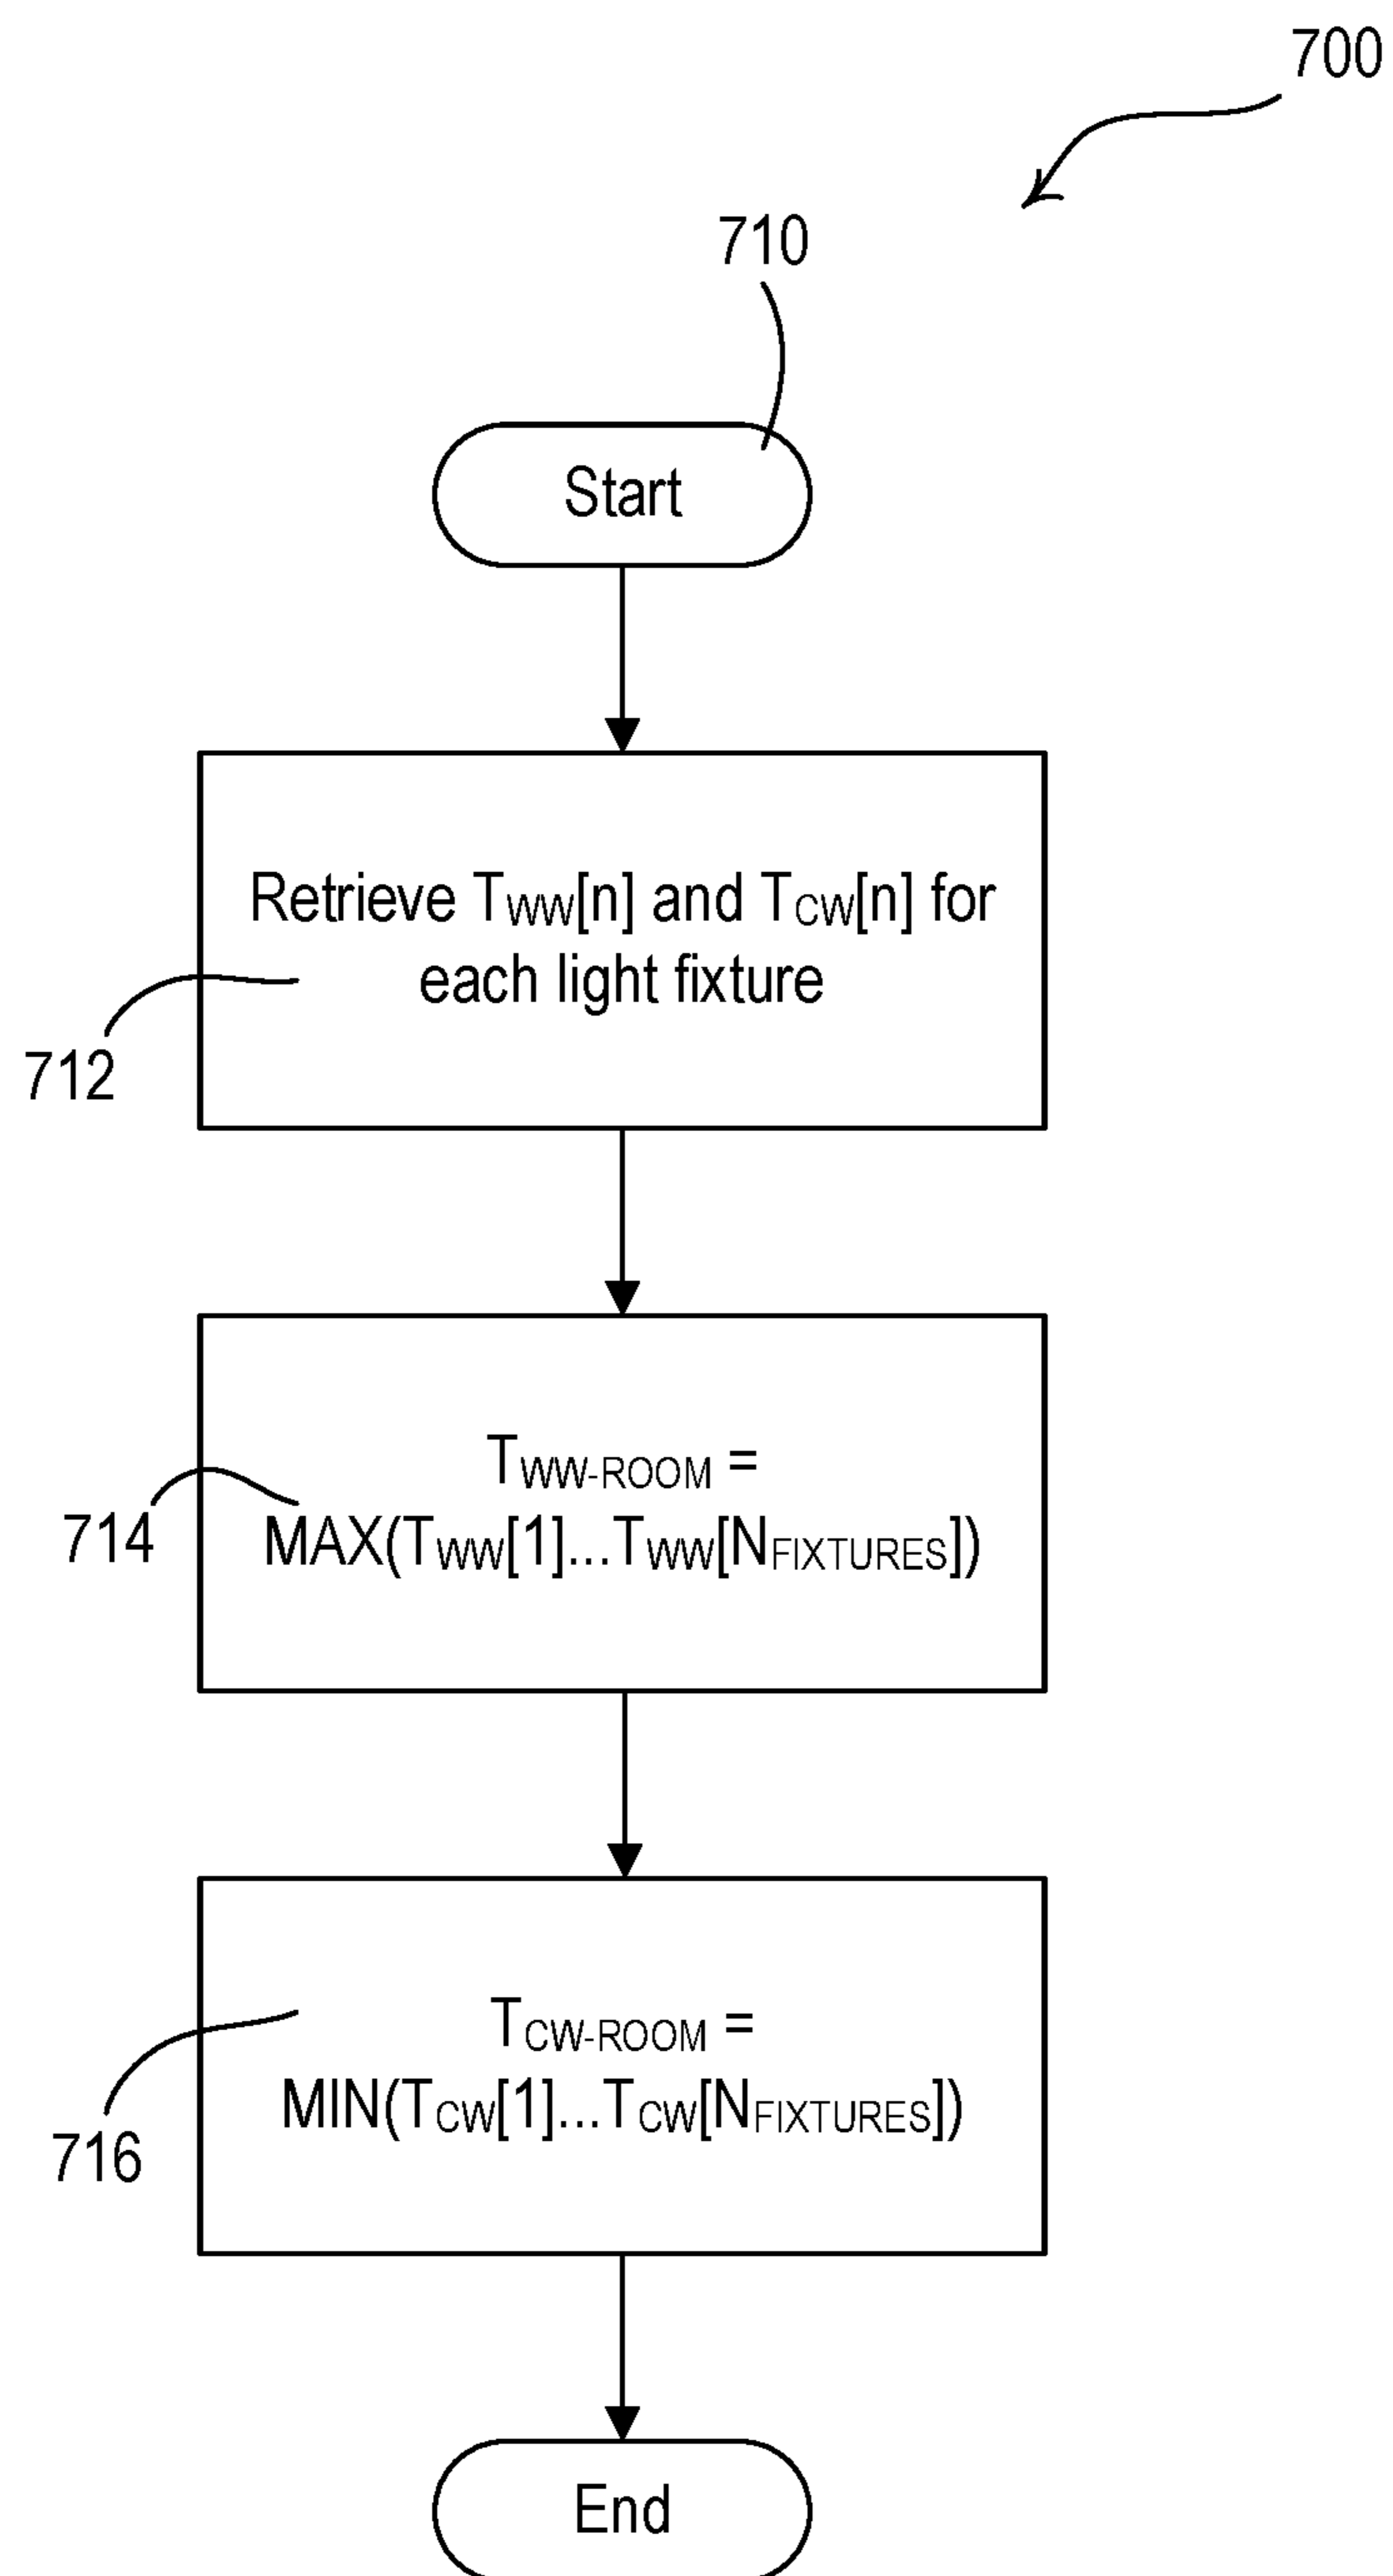 700
710
Start
Retrieve TWW[n] and TCW[n] for
each light fixture
712
TWW-ROOM =
MAX(TWW[1]...TWW[NFIXTURES])
714
TCW-ROOM =
MIN(TCW[1]...TCW[NFIXTURES])
716
End